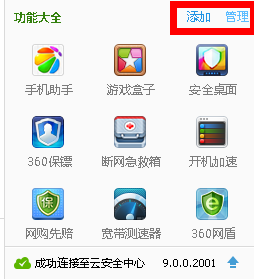 功能大全 添加 管理
手机助手 游戏盒子 安全桌面
360保镖 断网急救箱 开机加速
保
网购先赔 宽带测速器 360网盾
成功连接至云安全中心 9.0.0.2001